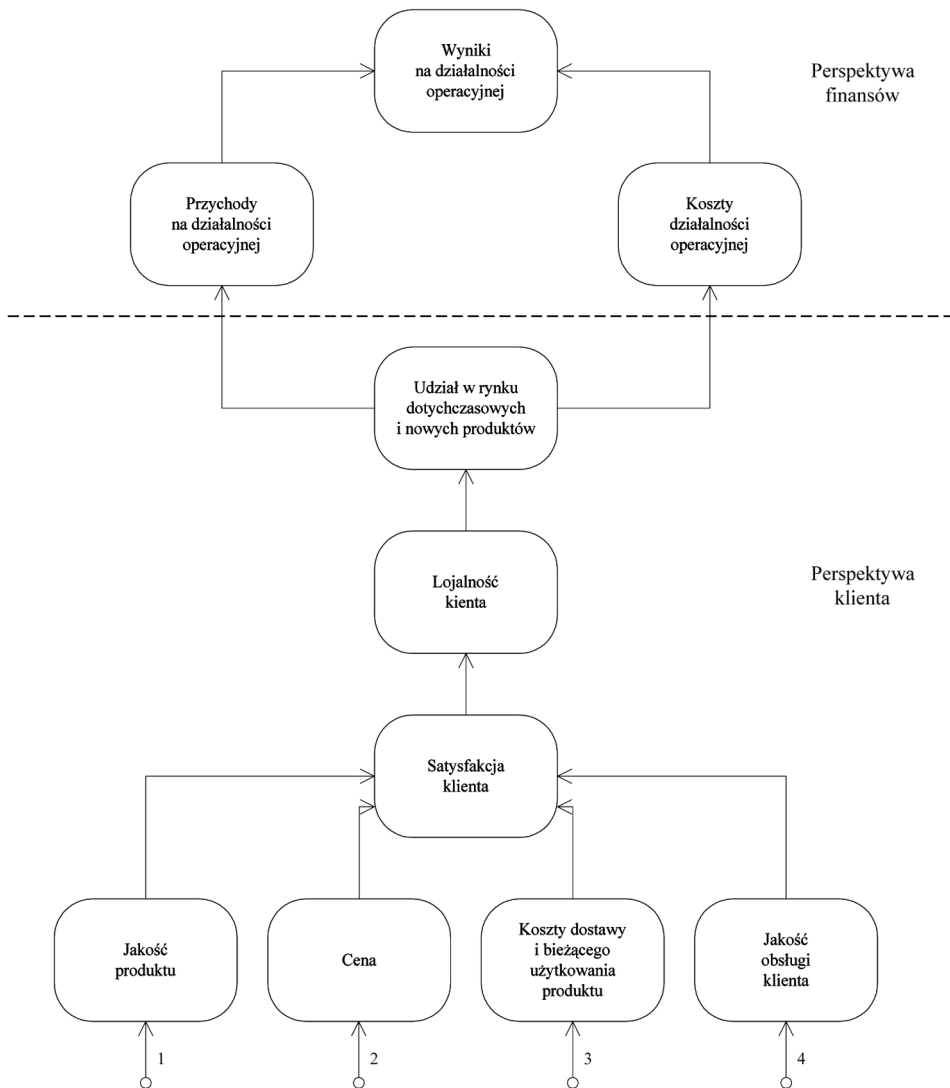 Wyniki
na działalności
operacyjnej
Perspektywa
finansów
Przychody
na działalności
operacyjnej
Koszty
działalności
operacyjnej
Udział w rynku
dotychczasowych
i nowych produktów
Lojalność
kienta
Perspektywa
klienta
Satysfakcja
klienta
Jakość
produktu
Cena
Koszty dostawy
i bieżącego
użytkowania
produktu
Jakość
obsługi
klienta
1
2
3
4